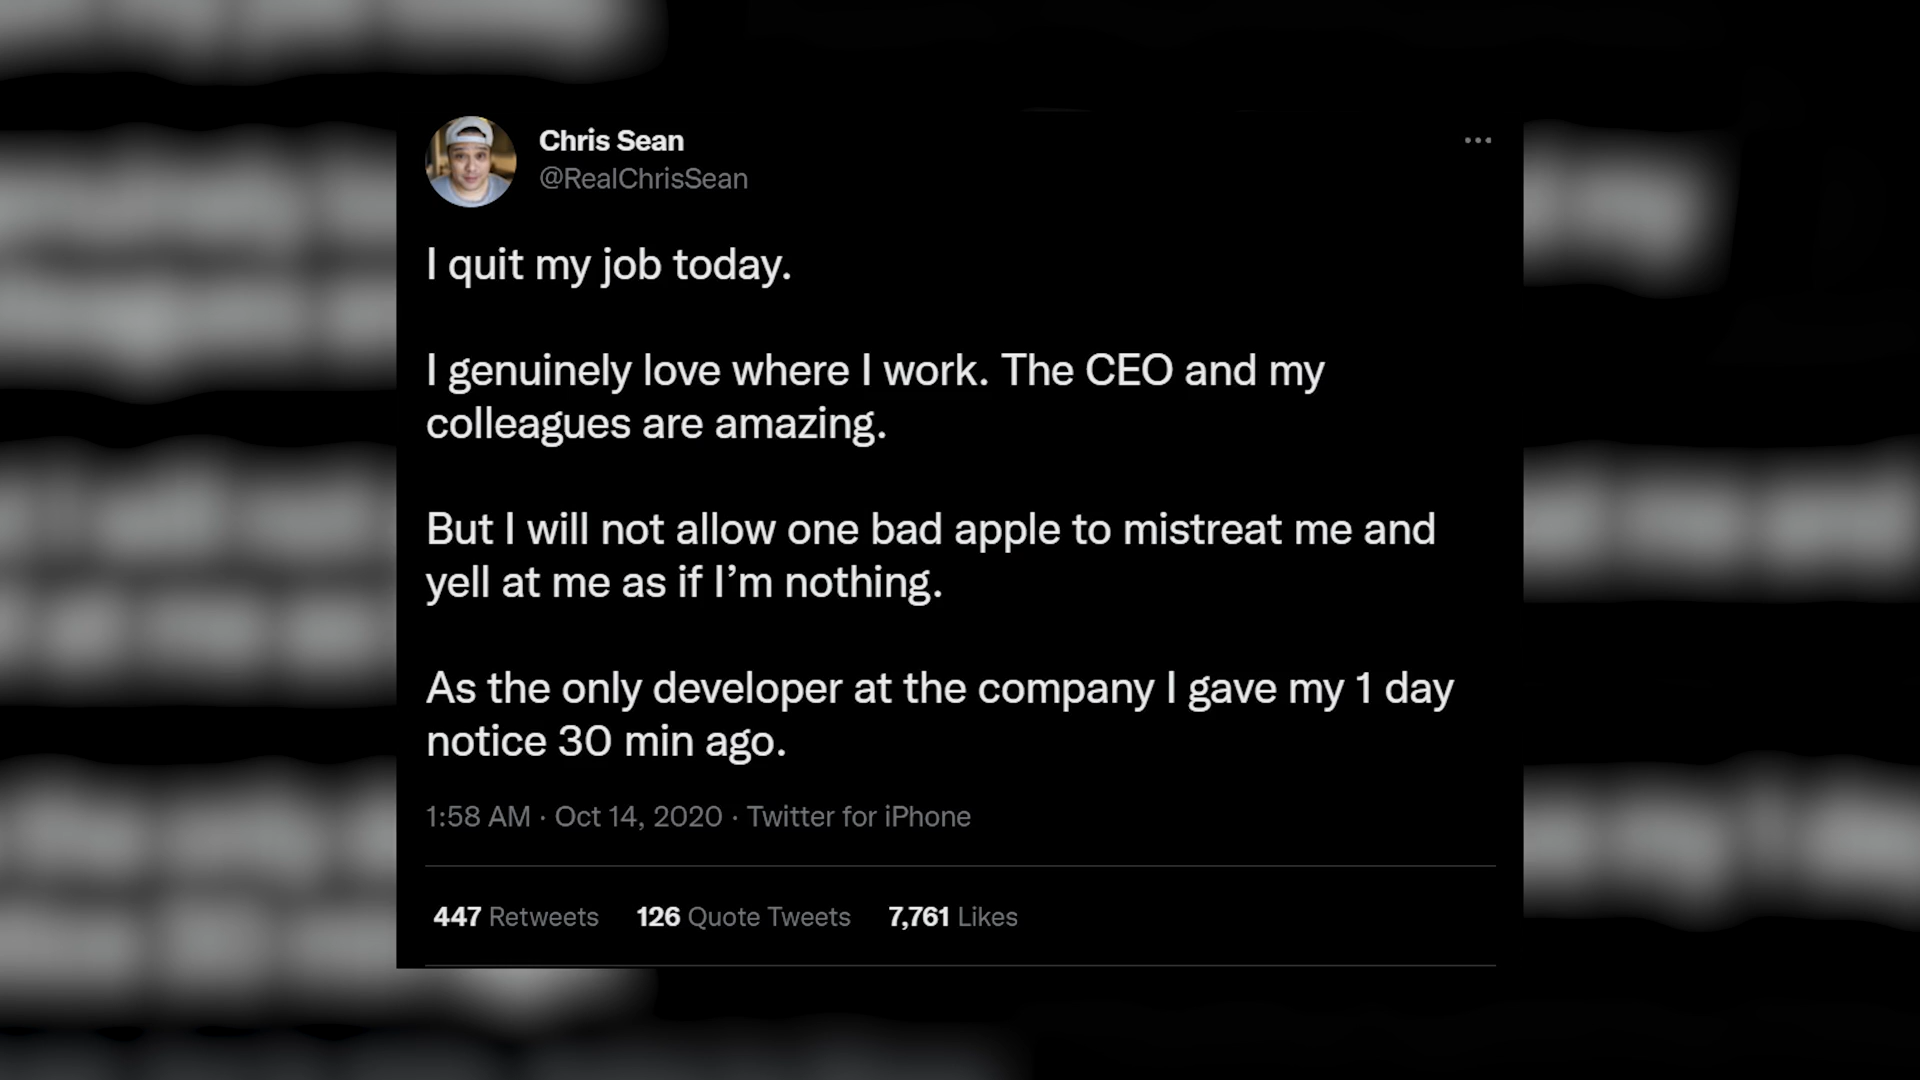 Chris Sean
@RealChrisSean
I quit my job today.
I genuinely love where I work. The CEO and my
colleagues are amazing.
But I will not allow one bad apple to mistreat me and
yell at me as if I’m nothing.
As the only developer at the company I gave my 1 day
notice 30 min ago.
1:58 AM · Oct 14, 2020 · Twitter for iPhone
447 Retweets 126 Quote Tweets 7,761 Likes